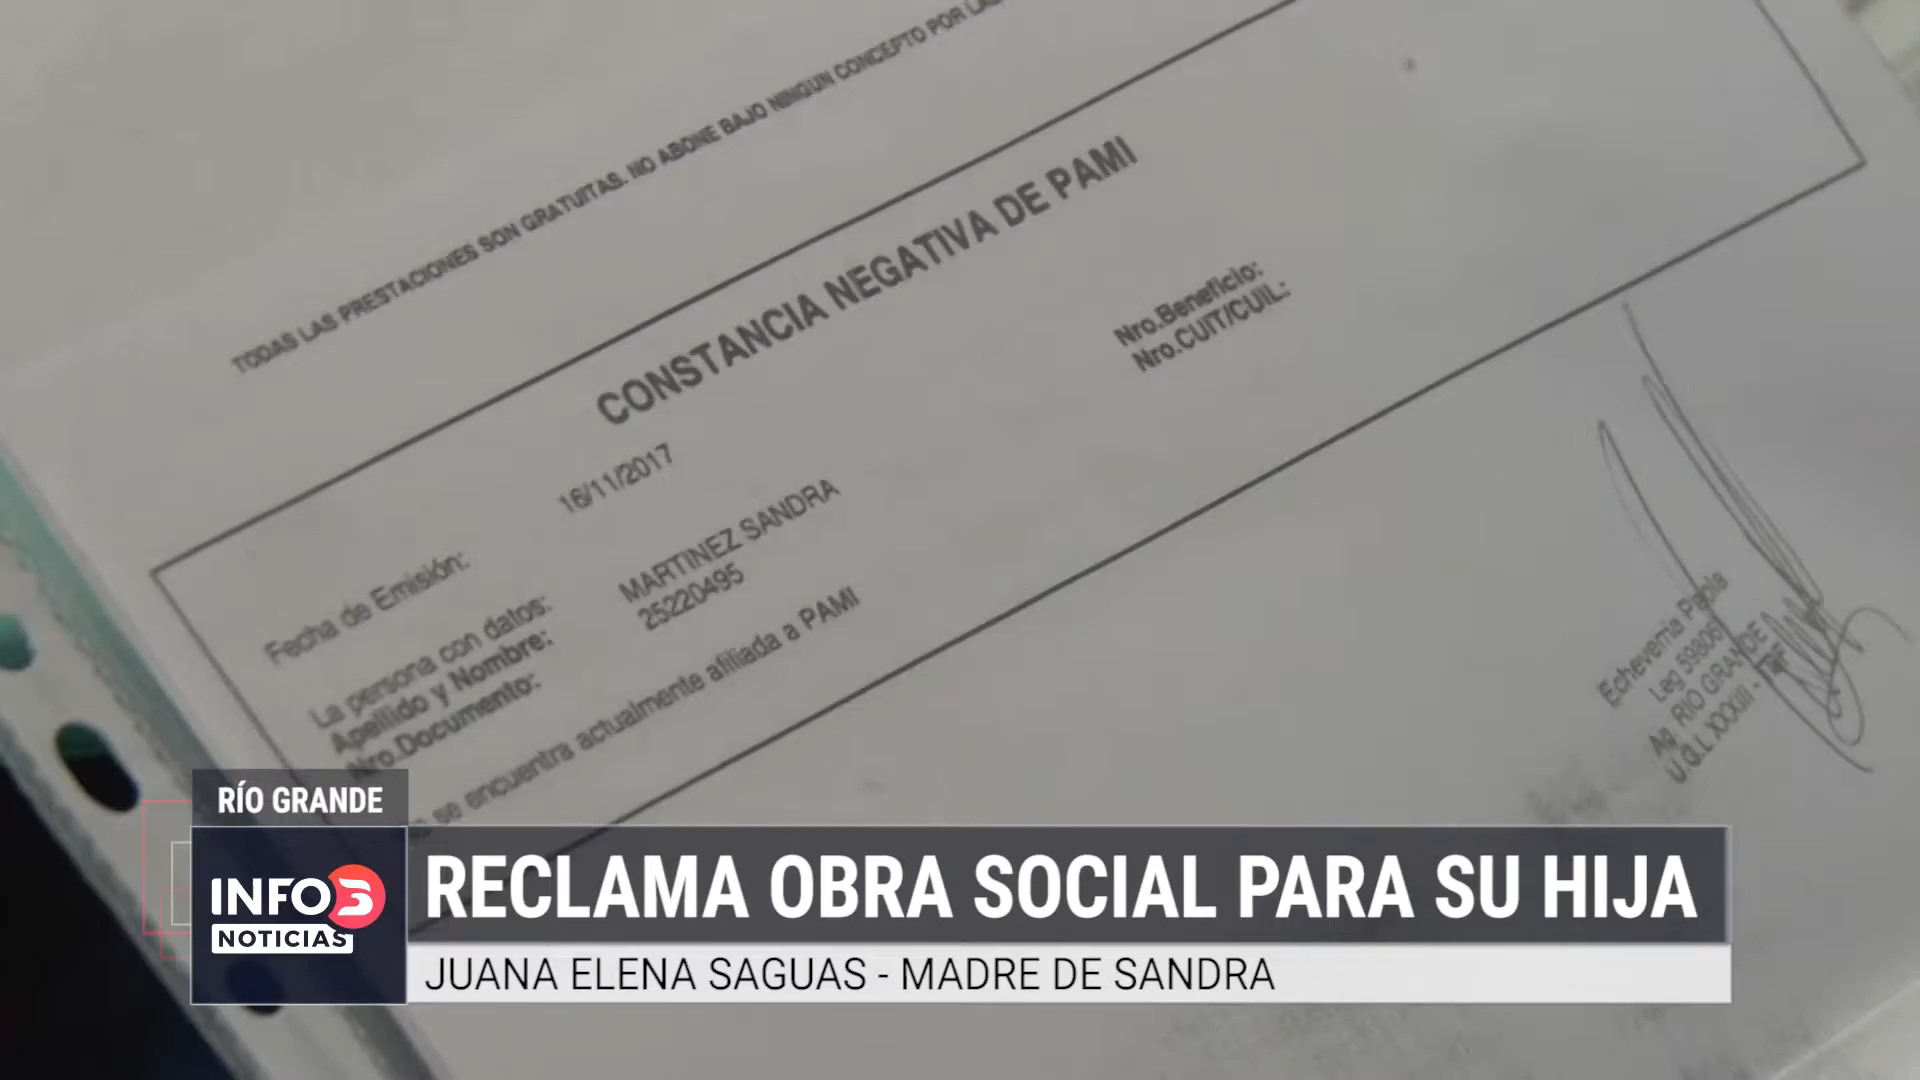 TODAS LAS PRESTACIONES SON GRATUITAS. NO ABONE BAJO NINGUN CONCEPTO POR LAS
CONSTANCIA NEGATIVA DE PAMI
Nro.Beneficio:
Nro.CUIT/CUIL:
Fecha de Emisión: 16/11/2017
La persona con datos:
Apellido y Nombre: MARTINEZ SANDRA
Nro.Documento: 25220495
se encuentra actualmente afiliada a PAMI
Echeverria Paola
Leg 59806
Ag. RIO GRANDE
U.G.L XXXIII - TDF
RÍO GRANDE
INFO3
NOTICIAS
RECLAMA OBRA SOCIAL PARA SU HIJA
JUANA ELENA SAGUAS - MADRE DE SANDRA